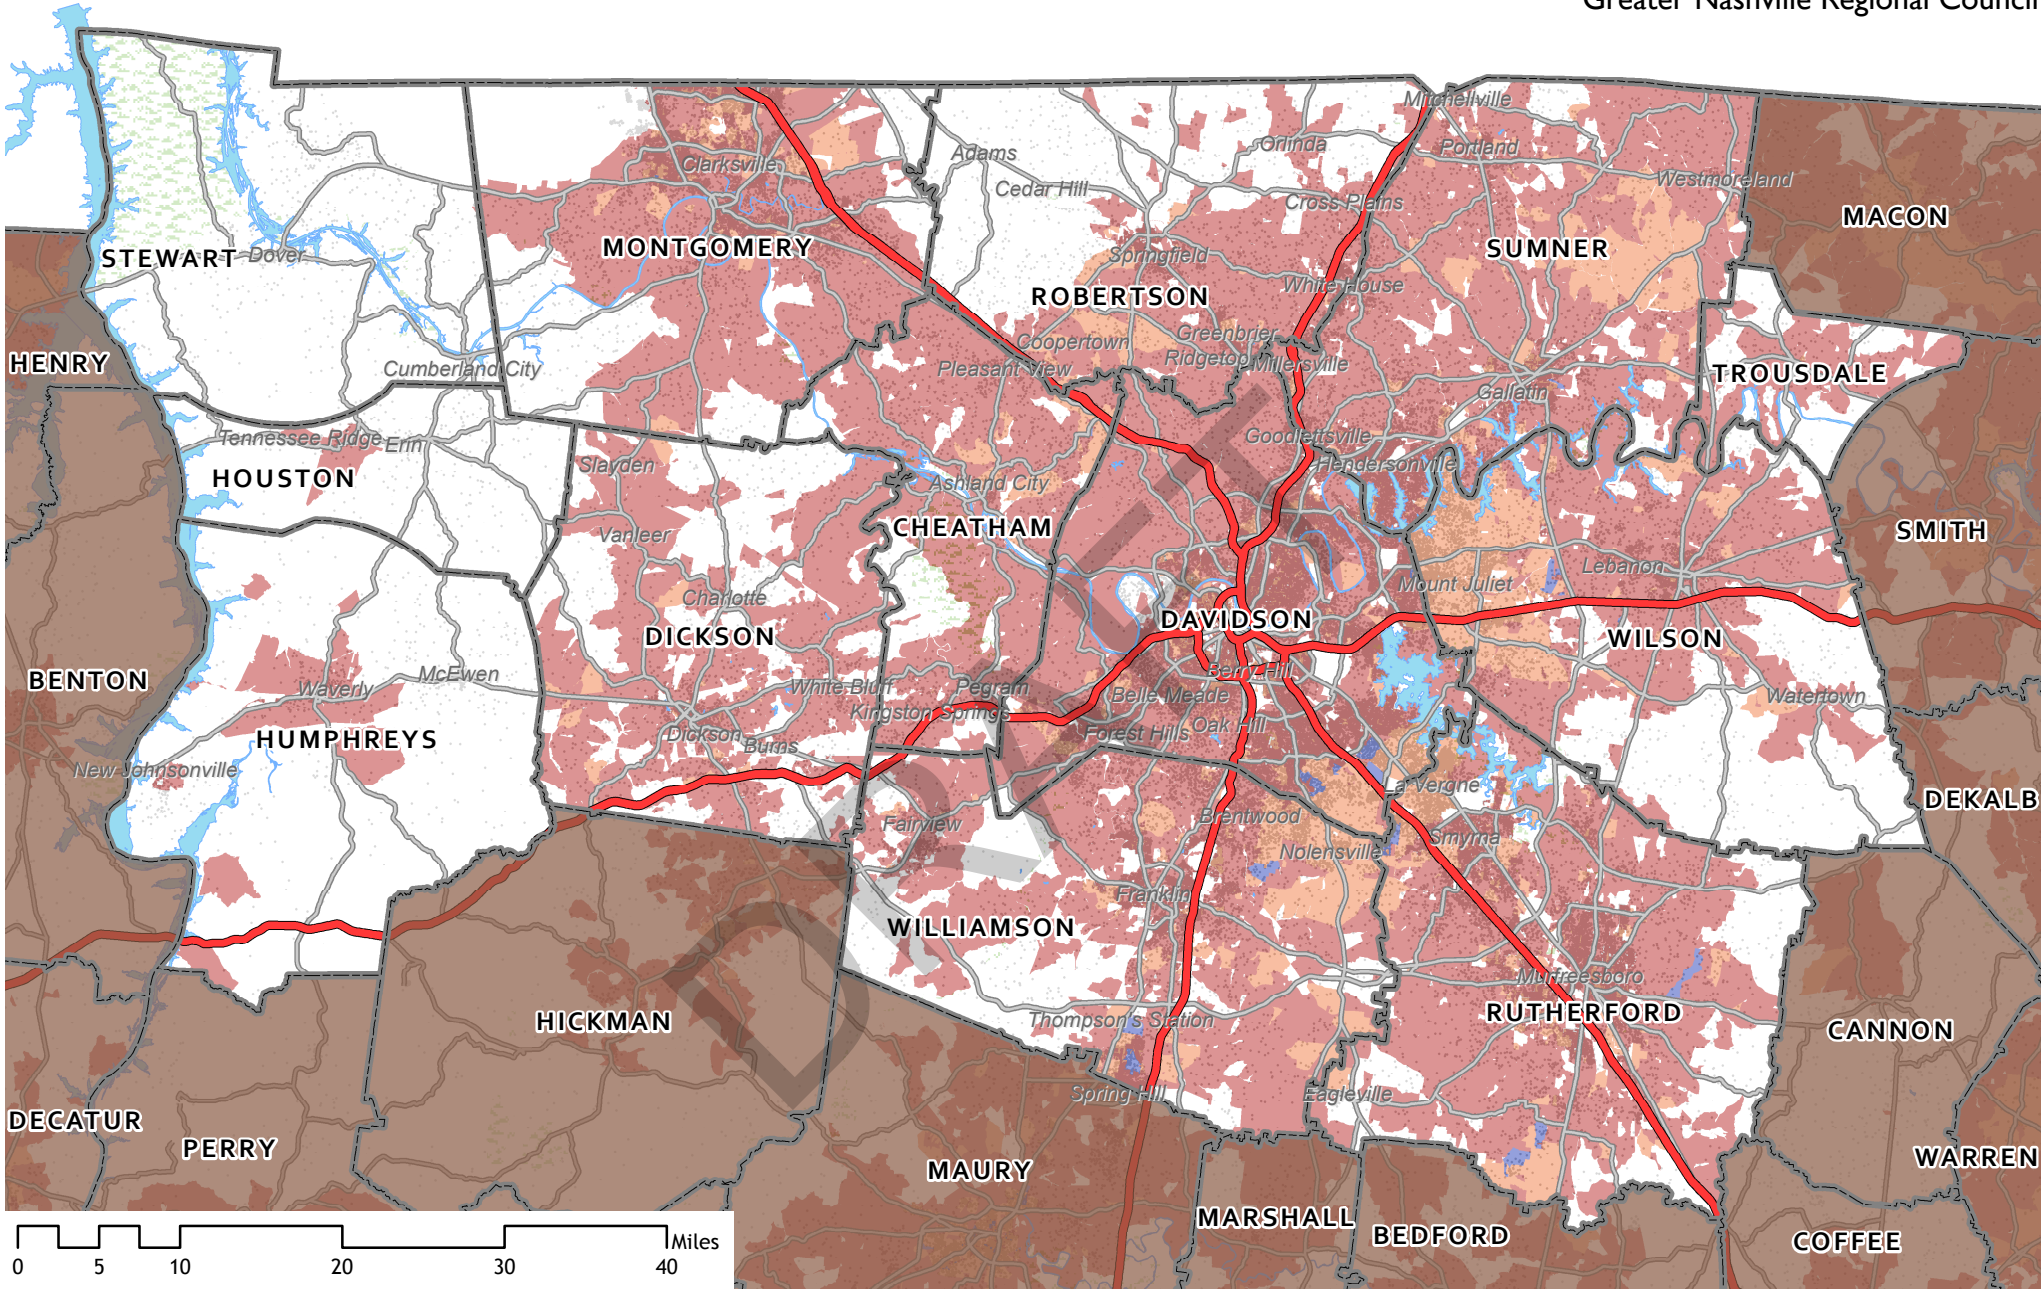 Greater Nashville Regional Council
Mitchellville
Orlinda
Portland
Adams
Clarksville
Westmoreland
Cedar Hill
Cross Plains
MACON
STEWART
Dover
MONTGOMERY
Springfield
SUMNER
White House
ROBERTSON
Greenbrier
Coopertown
Ridgetop
Millersville
HENRY
Cumberland City
Pleasant View
TROUSDALE
Gallatin
Tennessee Ridge
Erin
Goodlettsville
Slayden
Hendersonville
HOUSTON
Ashland City
CHEATHAM
SMITH
Vanleer
Lebanon
Mount Juliet
Charlotte
DAVIDSON
DICKSON
WILSON
BENTON
McEwen
Berry Hill
Waverly
White Bluff
Pegram
Belle Meade
Watertown
Kingston Springs
Oak Hill
Forest Hills
HUMPHREYS
Dickson
Burns
New Johnsonville
La Vergne
DEKALB
Fairview
Brentwood
Smyrna
Nolensville
Franklin
WILLIAMSON
Murfreesboro
RUTHERFORD
HICKMAN
Thompson's Station
CANNON
Spring Hill
Eagleville
DECATUR
PERRY
MAURY
WARREN
MARSHALL
BEDFORD
COFFEE
Miles
0 5 10 20 30 40
DRAFT